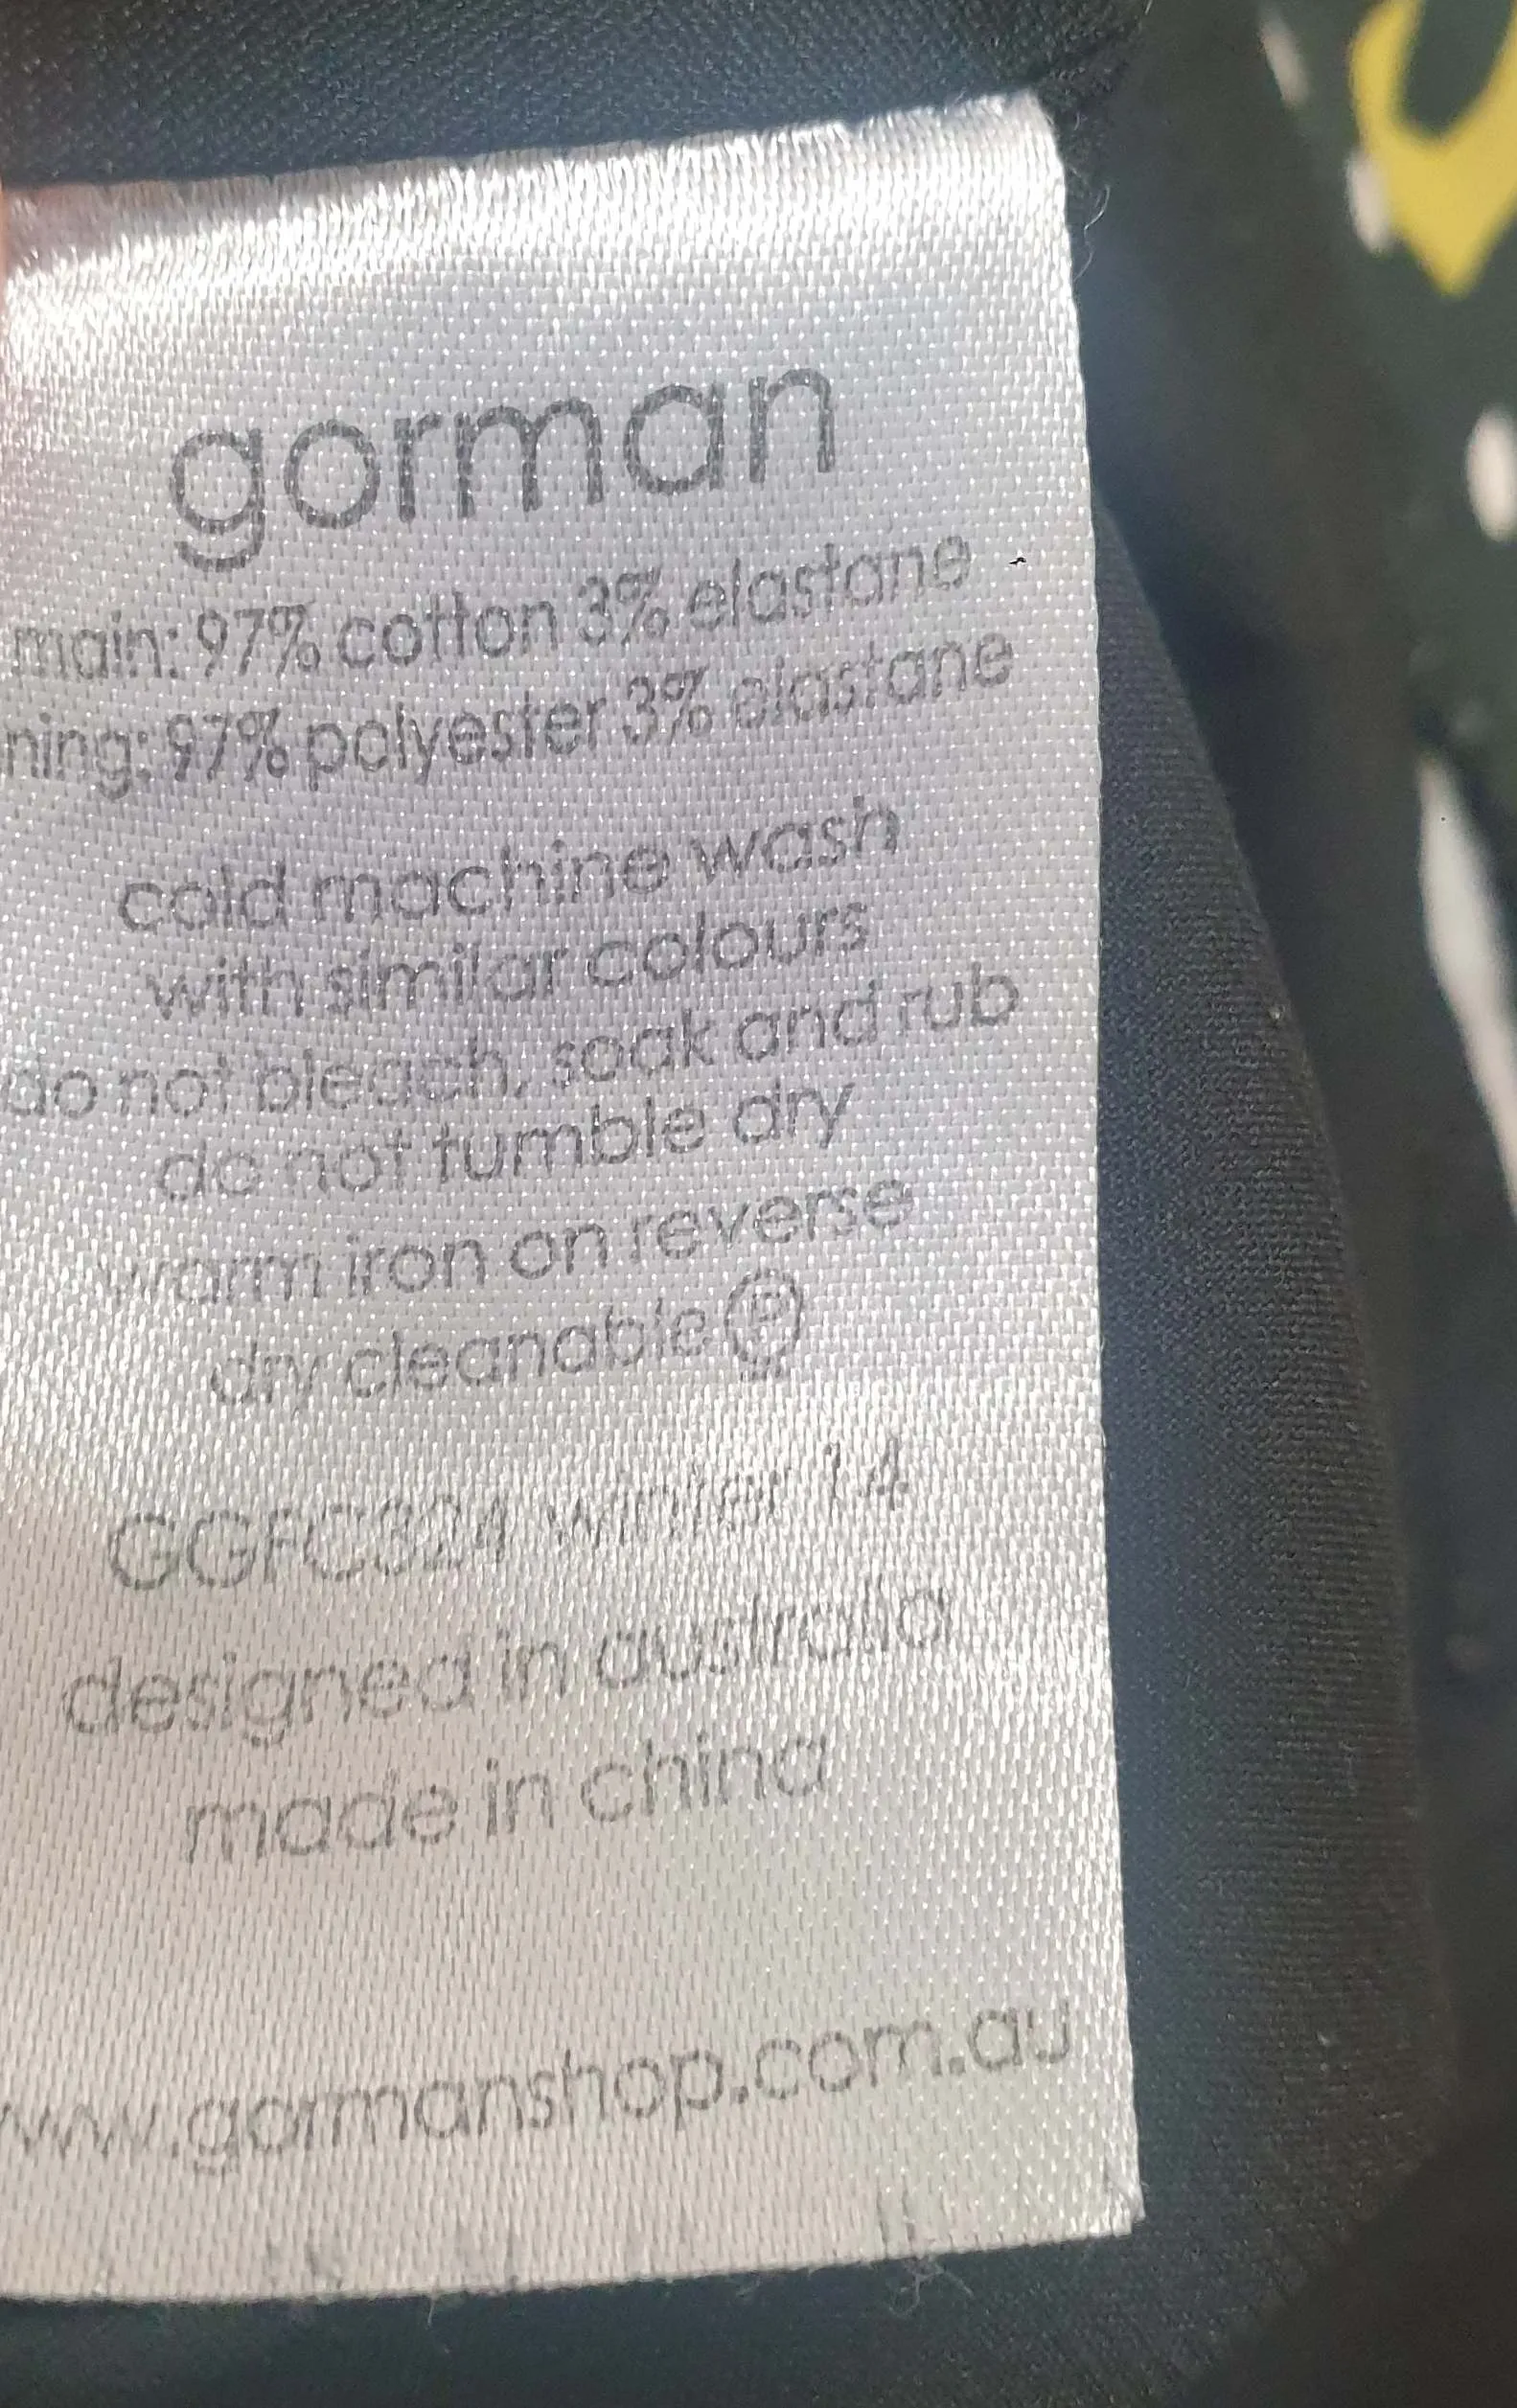 gorman
main: 97% cotton 3% elastane
ning: 97% polyester 3% elastane
cold machine wash
with similar colours
do not bleach, soak and rub
do not tumble dry
warm iron on reverse
dry cleanable Ⓟ
GGFC324 winter 14
designed in australia
made in china
www.gormanshop.com.au